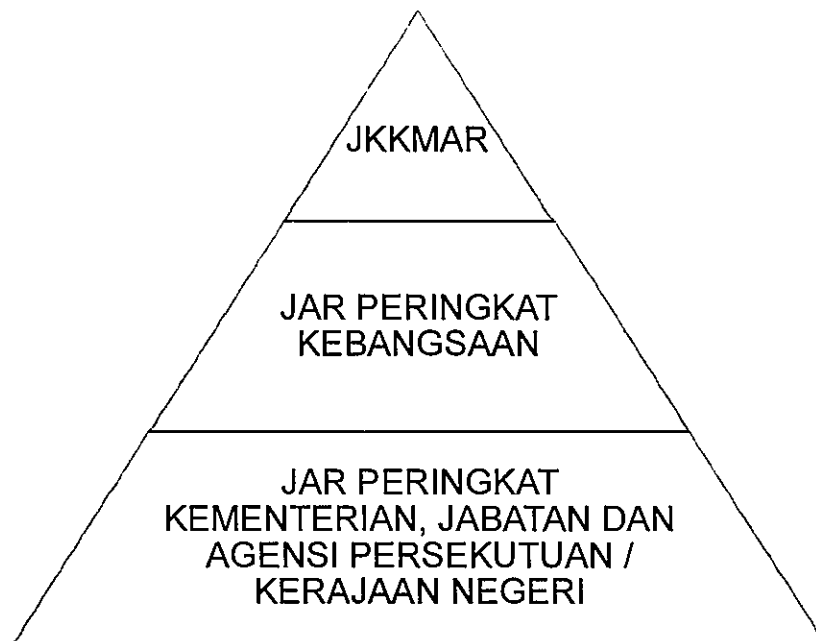 JKKMAR
JAR PERINGKAT
KEBANGSAAN
JAR PERINGKAT
KEMENTERIAN, JABATAN DAN
AGENSI PERSEKUTUAN /
KERAJAAN NEGERI